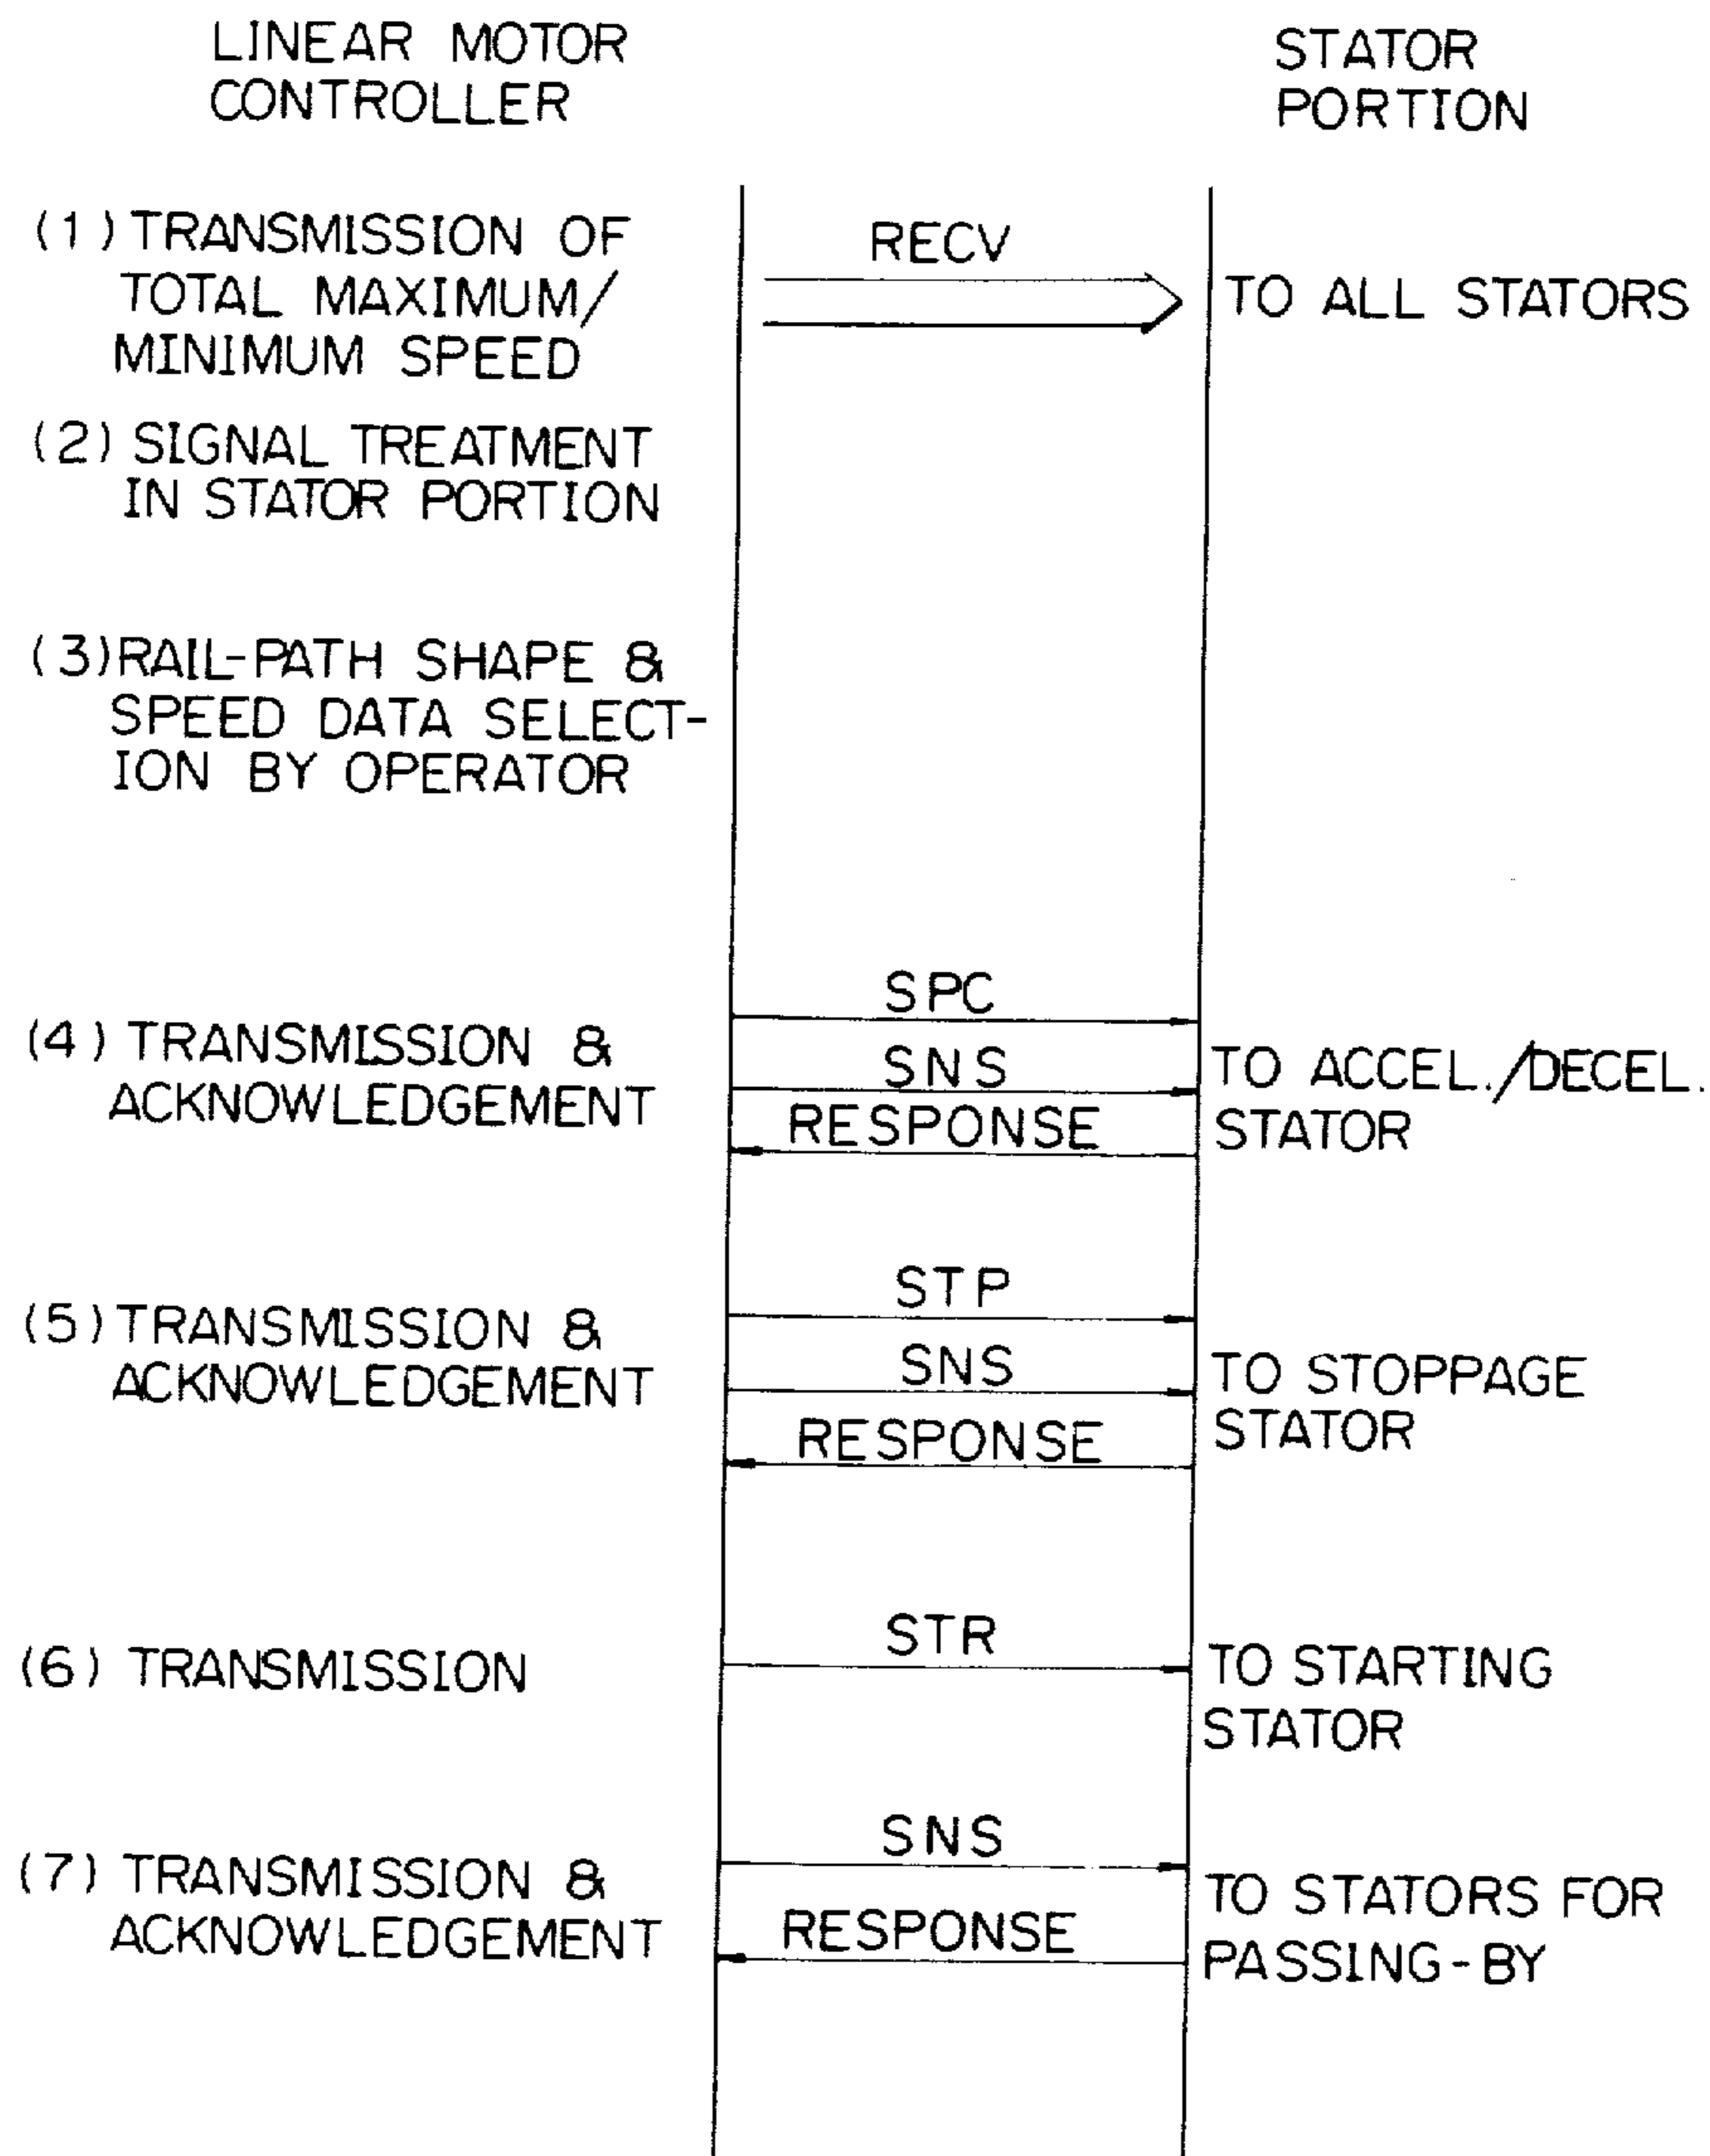 LINEAR MOTOR
CONTROLLER
STATOR
PORTION
(1) TRANSMISSION OF
TOTAL MAXIMUM/
MINIMUM SPEED
RECV
TO ALL STATORS
(2) SIGNAL TREATMENT
IN STATOR PORTION
(3) RAIL-PATH SHAPE &
SPEED DATA SELECT-
ION BY OPERATOR
(4) TRANSMISSION &
ACKNOWLEDGEMENT
SPC
SNS
RESPONSE
TO ACCEL./DECEL.
STATOR
(5) TRANSMISSION &
ACKNOWLEDGEMENT
STP
SNS
RESPONSE
TO STOPPAGE
STATOR
(6) TRANSMISSION
STR
TO STARTING
STATOR
(7) TRANSMISSION &
ACKNOWLEDGEMENT
SNS
RESPONSE
TO STATORS FOR
PASSING-BY